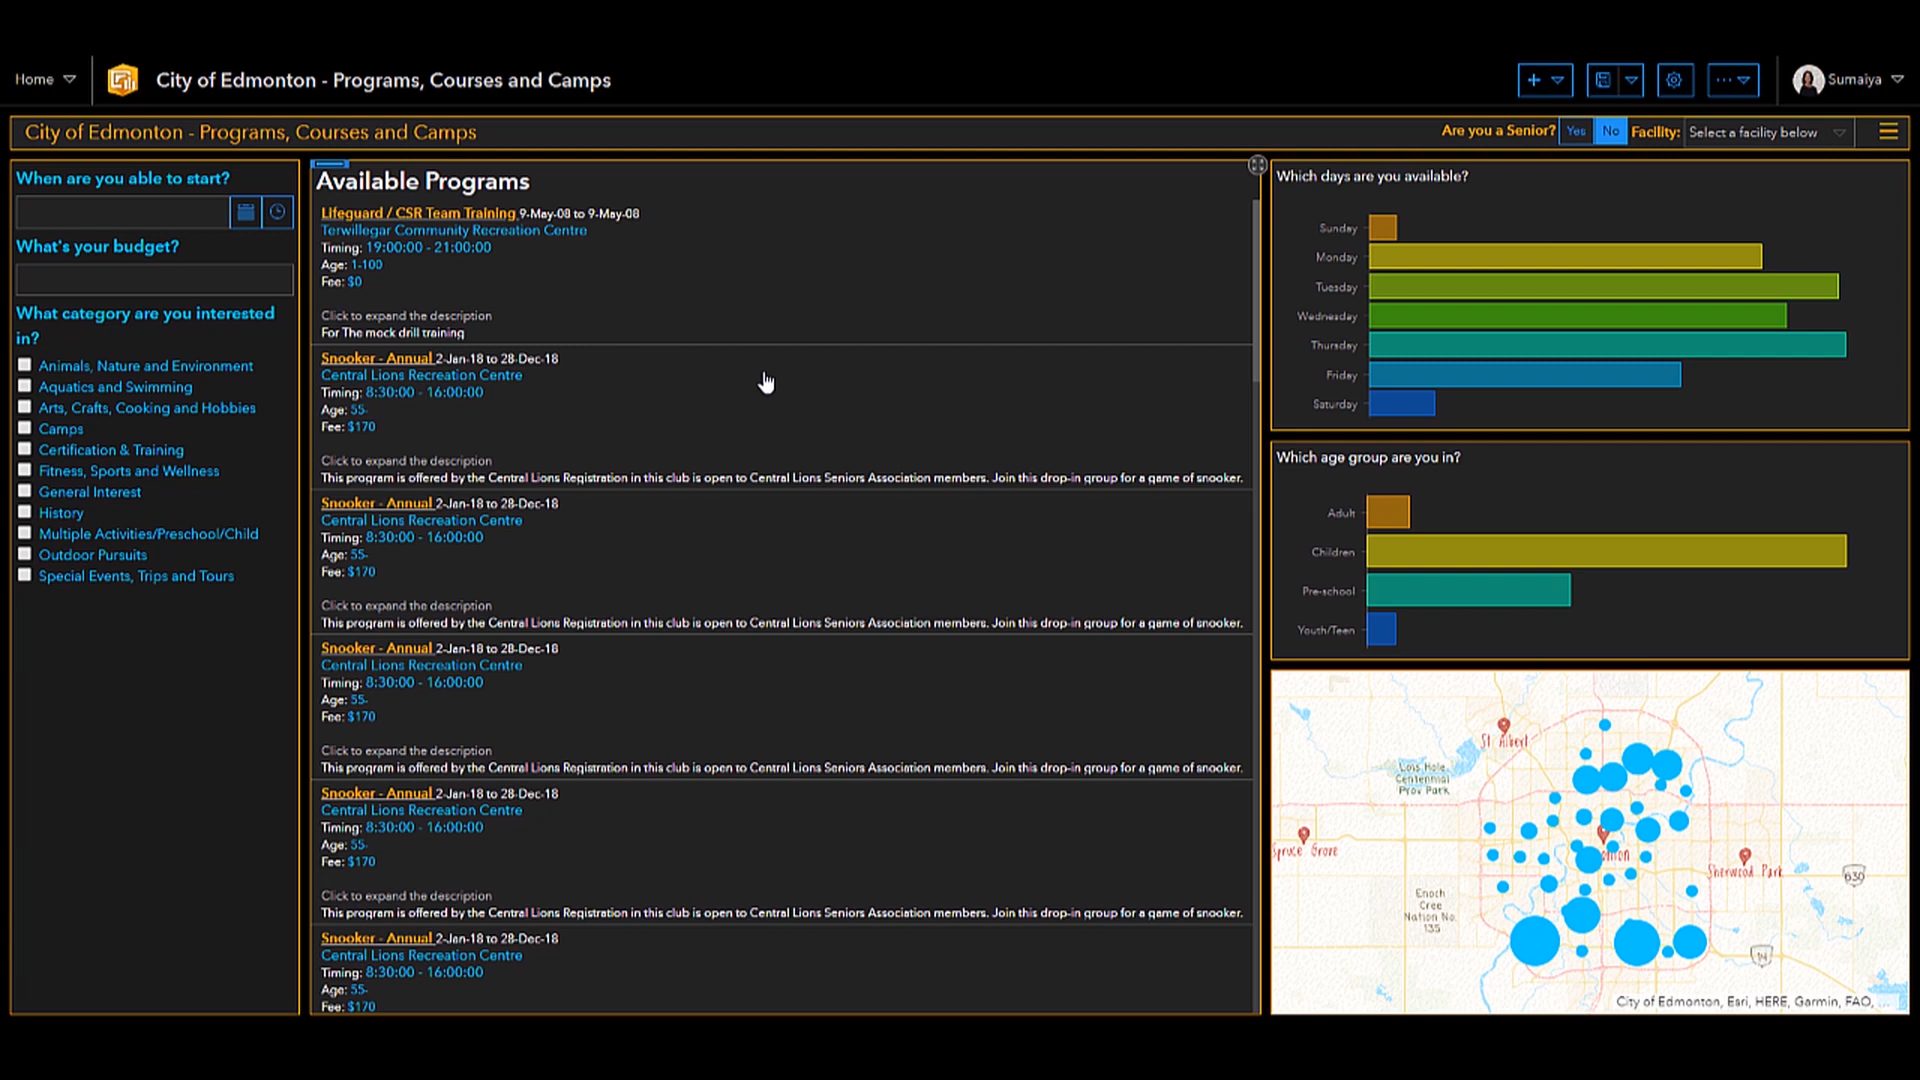 Home
City of Edmonton - Programs, Courses and Camps
Sumaiya
City of Edmonton - Programs, Courses and Camps
Are you a Senior? Yes No Facility: Select a facility below
When are you able to start?
What's your budget?
What category are you interested
in?
Animals, Nature and Environment
Aquatics and Swimming
Arts, Crafts, Cooking and Hobbies
Camps
Certification & Training
Fitness, Sports and Wellness
General Interest
History
Multiple Activities/Preschool/Child
Outdoor Pursuits
Special Events, Trips and Tours
Available Programs
Lifeguard / CSR Team Training 9-May-08 to 9-May-08
Terwillegar Community Recreation Centre
Timing: 19:00:00 - 21:00:00
Age: 1-100
Fee: $0
Click to expand the description
For The mock drill training
Snooker - Annual 2-Jan-18 to 28-Dec-18
Central Lions Recreation Centre
Timing: 8:30:00 - 16:00:00
Age: 55-
Fee: $170
Click to expand the description
This program is offered by the Central Lions Registration in this club is open to Central Lions Seniors Association members. Join this drop-in group for a game of snooker.
Snooker - Annual 2-Jan-18 to 28-Dec-18
Central Lions Recreation Centre
Timing: 8:30:00 - 16:00:00
Age: 55-
Fee: $170
Click to expand the description
This program is offered by the Central Lions Registration in this club is open to Central Lions Seniors Association members. Join this drop-in group for a game of snooker.
Snooker - Annual 2-Jan-18 to 28-Dec-18
Central Lions Recreation Centre
Timing: 8:30:00 - 16:00:00
Age: 55-
Fee: $170
Click to expand the description
This program is offered by the Central Lions Registration in this club is open to Central Lions Seniors Association members. Join this drop-in group for a game of snooker.
Snooker - Annual 2-Jan-18 to 28-Dec-18
Central Lions Recreation Centre
Timing: 8:30:00 - 16:00:00
Age: 55-
Fee: $170
Click to expand the description
This program is offered by the Central Lions Registration in this club is open to Central Lions Seniors Association members. Join this drop-in group for a game of snooker.
Snooker - Annual 2-Jan-18 to 28-Dec-18
Central Lions Recreation Centre
Timing: 8:30:00 - 16:00:00
Age: 55-
Fee: $170
Which days are you available?
Sunday
Monday
Tuesday
Wednesday
Thursday
Friday
Saturday
Which age group are you in?
Adult
Children
Pre-school
Youth/Teen
St Albert
Lois Hole
Centennial
Prov Park
Spruce Grove
Sherwood Park
630
Enoch
Cree
Nation No.
135
14
City of Edmonton, Esri, HERE, Garmin, FAO, ...